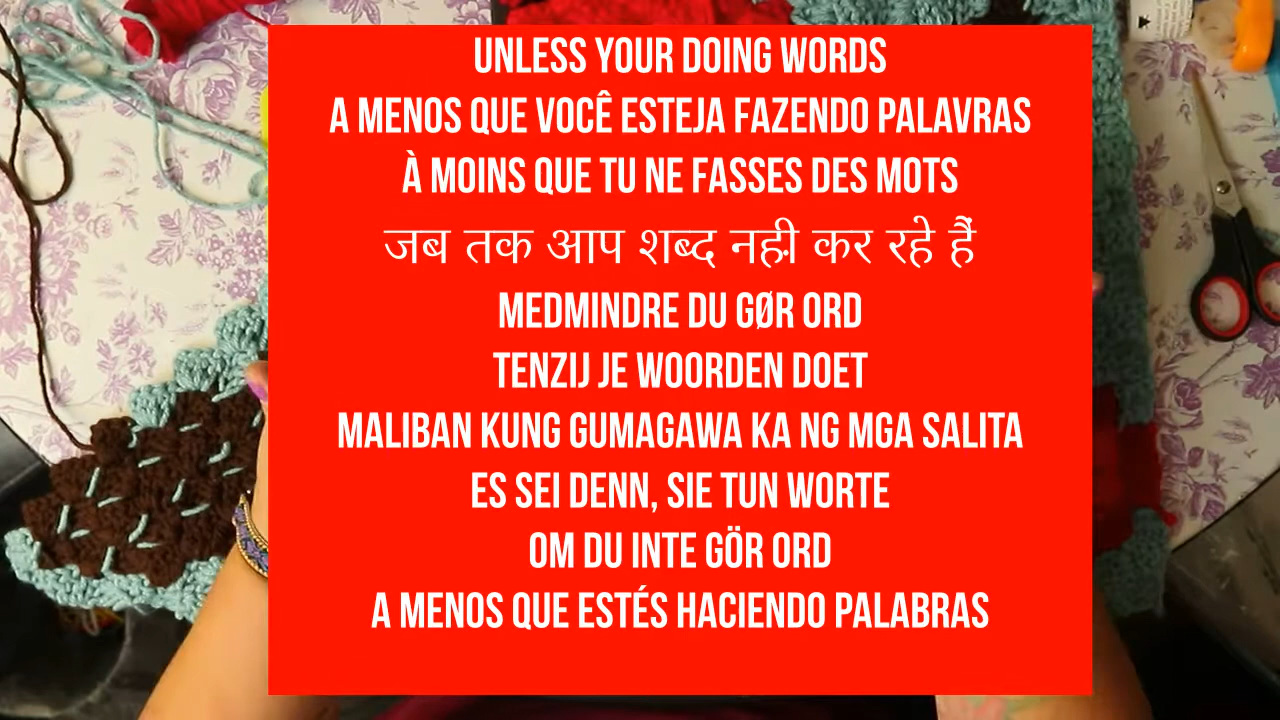 UNLESS YOUR DOING WORDS
A MENOS QUE VOCÊ ESTEJA FAZENDO PALAVRAS
À MOINS QUE TU NE FASSES DES MOTS
जब तक आप शब्द नहीं कर रहे हैं
MEDMINDRE DU GØR ORD
TENZIJ JE WOORDEN DOET
MALIBAN KUNG GUMAGAWA KA NG MGA SALITA
ES SEI DENN, SIE TUN WORTE
OM DU INTE GÖR ORD
A MENOS QUE ESTÉS HACIENDO PALABRAS